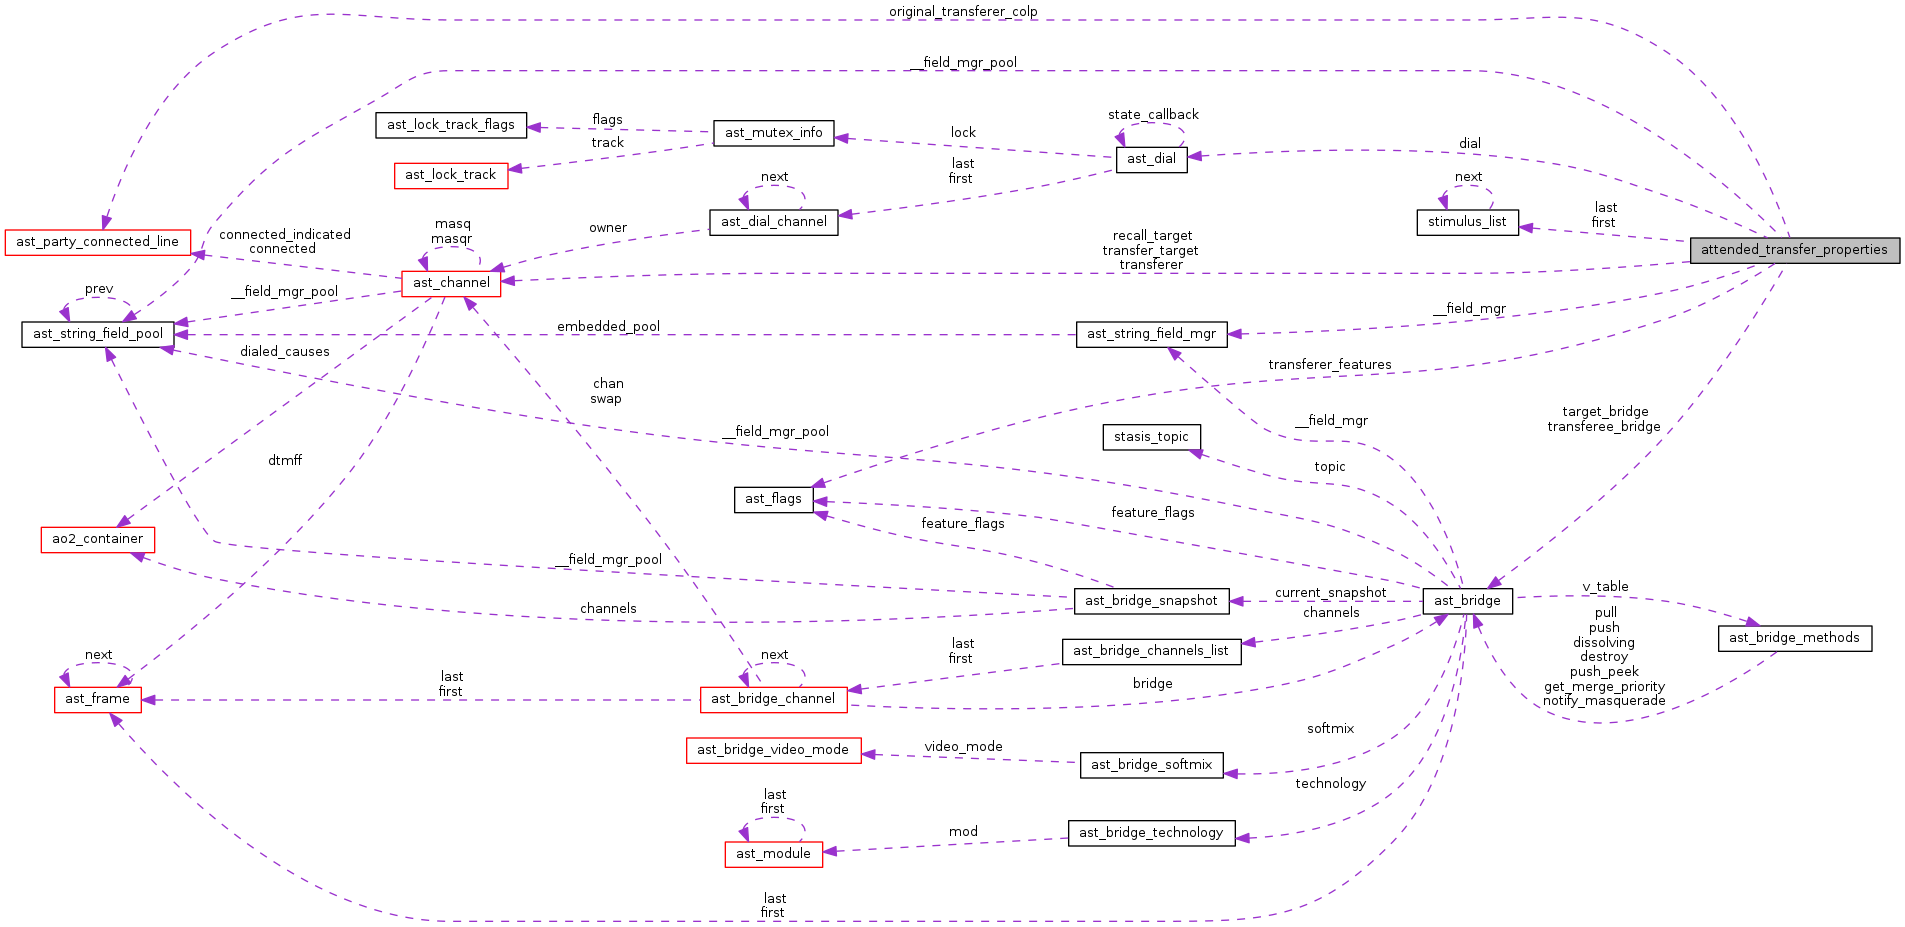 original_transferer_colp
__field_mgr_pool
ast_lock_track_flags
flags
track
ast_mutex_info
lock
state_callback
ast_dial
dial
ast_lock_track
last
first
next
ast_dial_channel
next
stimulus_list
last
first
attended_transfer_properties
ast_party_connected_line
connected_indicated
connected
masq
masqr
owner
ast_channel
recall_target
transfer_target
transferer
prev
__field_mgr_pool
ast_string_field_pool
embedded_pool
ast_string_field_mgr
__field_mgr
dialed_causes
chan
swap
transferer_features
__field_mgr_pool
__field_mgr
target_bridge
transferee_bridge
stasis_topic
dtmff
topic
ast_flags
feature_flags
feature_flags
ao2_container
__field_mgr_pool
channels
ast_bridge_snapshot
current_snapshot
channels
ast_bridge
v_table
ast_bridge_methods
pull
push
dissolving
destroy
push_peek
get_merge_priority
notify_masquerade
last
first
ast_bridge_channels_list
next
ast_frame
last
first
next
ast_bridge_channel
bridge
softmix
ast_bridge_video_mode
video_mode
ast_bridge_softmix
technology
last
first
ast_module
mod
ast_bridge_technology
last
first